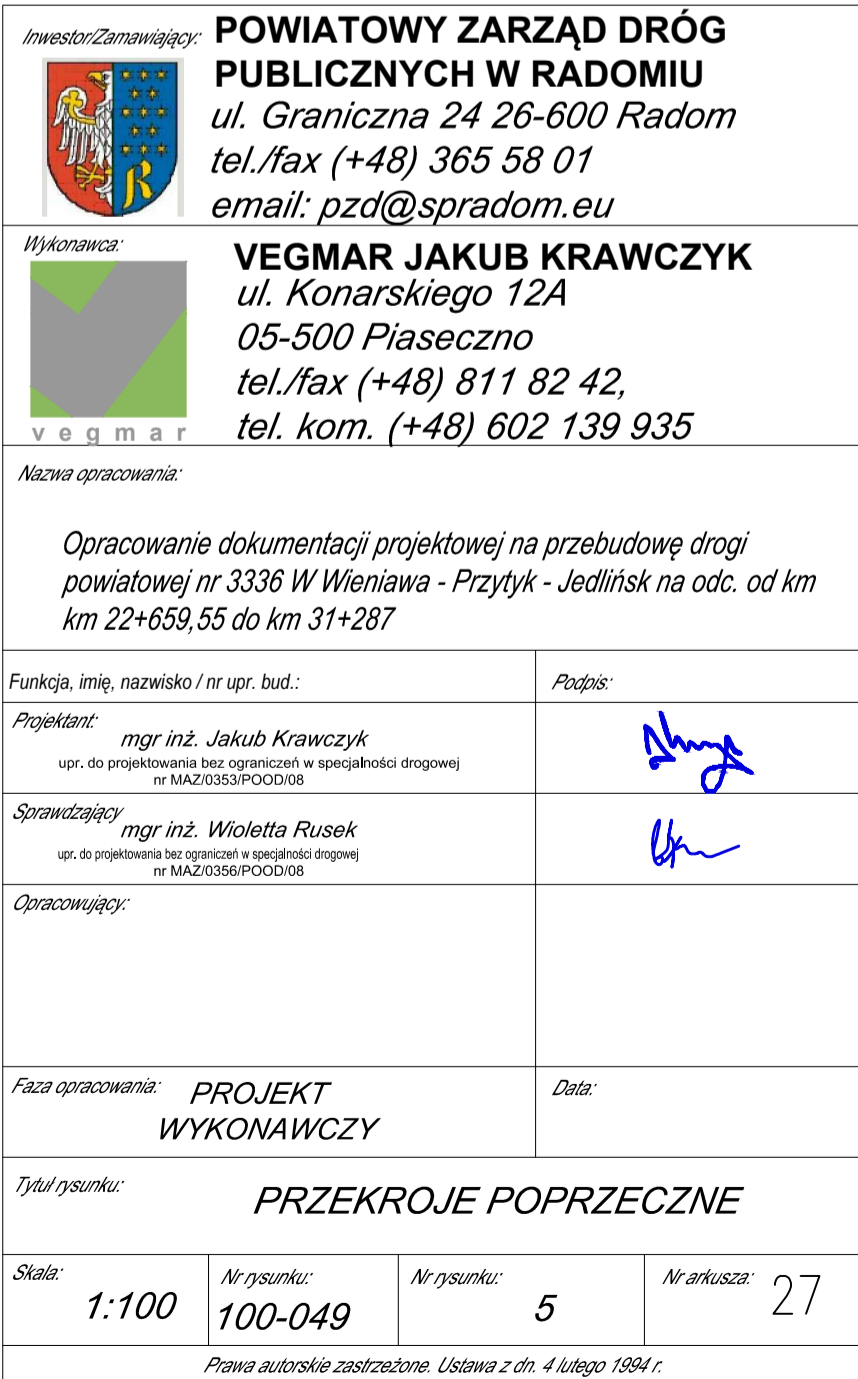 Inwestor/Zamawiający: POWIATOWY ZARZĄD DRÓG
PUBLICZNYCH W RADOMIU
ul. Graniczna 24 26-600 Radom
tel./fax (+48) 365 58 01
email: pzd@spradom.eu
R
Wykonawca:
VEGMAR JAKUB KRAWCZYK
ul. Konarskiego 12A
05-500 Piaseczno
tel./fax (+48) 811 82 42,
tel. kom. (+48) 602 139 935
vegmar
Nazwa opracowania:
Opracowanie dokumentacji projektowej na przebudowę drogi
powiatowej nr 3336 W Wieniawa - Przytyk - Jedlińsk na odc. od km
km 22+659,55 do km 31+287
Funkcja, imię, nazwisko / nr upr. bud.: Podpis:
Projektant:
mgr inż. Jakub Krawczyk
upr. do projektowania bez ograniczeń w specjalności drogowej
nr MAZ/0353/POOD/08
Sprawdzający
mgr inż. Wioletta Rusek
upr. do projektowania bez ograniczeń w specjalności drogowej
nr MAZ/0356/POOD/08
Opracowujący:
Faza opracowania: PROJEKT
WYKONAWCZY
Data:
Tytuł rysunku:
PRZEKROJE POPRZECZNE
Skala: 1:100
Nr rysunku: 100-049
Nr rysunku: 5
Nr arkusza: 27
Prawa autorskie zastrzeżone. Ustawa z dn. 4 lutego 1994 r.